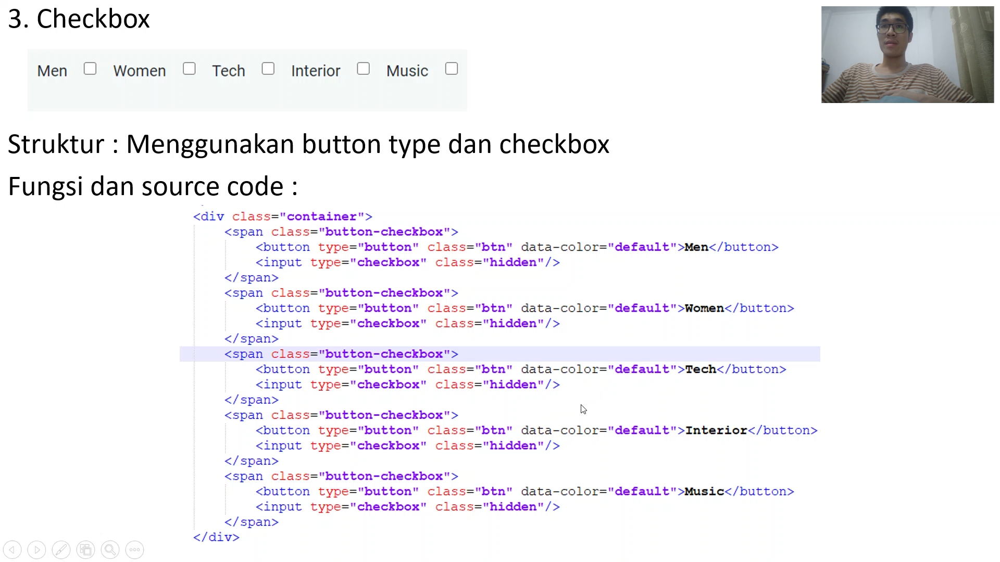 3. Checkbox
Men Women Tech Interior Music
Struktur : Menggunakan button type dan checkbox
Fungsi dan source code :
<div class="container">
<span class="button-checkbox">
<button type="button" class="btn" data-color="default">Men</button>
<input type="checkbox" class="hidden"/>
</span>
<span class="button-checkbox">
<button type="button" class="btn" data-color="default">Women</button>
<input type="checkbox" class="hidden"/>
</span>
<span class="button-checkbox">
<button type="button" class="btn" data-color="default">Tech</button>
<input type="checkbox" class="hidden"/>
</span>
<span class="button-checkbox">
<button type="button" class="btn" data-color="default">Interior</button>
<input type="checkbox" class="hidden"/>
</span>
<span class="button-checkbox">
<button type="button" class="btn" data-color="default">Music</button>
<input type="checkbox" class="hidden"/>
</span>
</div>